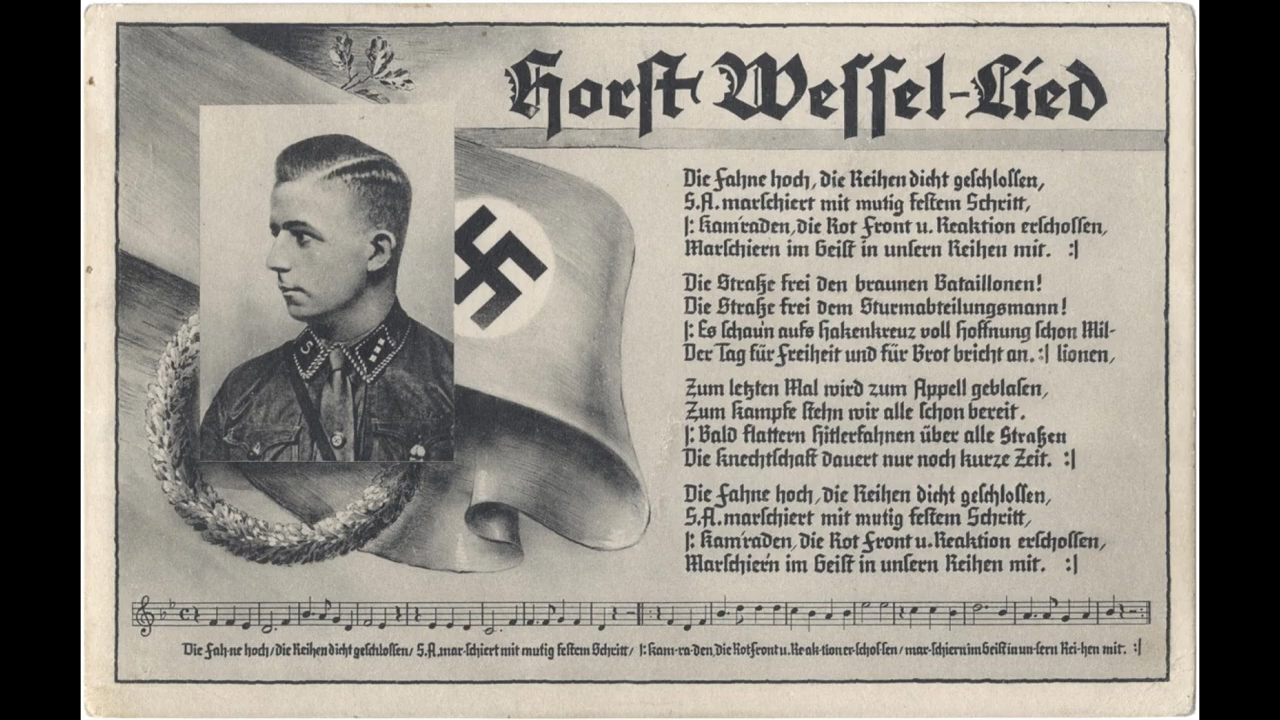 Horst-Wessel-Lied
Die Fahne hoch, die Reihen dicht geschlossen,
S.A. marschiert mit mutig festem Schritt,
|: Kam'raden, die Rot Front u. Reaktion erschossen,
Marschiern im Geist in unsern Reihen mit. :|
Die Straße frei den braunen Bataillonen!
Die Straße frei dem Sturmabteilungsmann!
|: Es schau'n aufs Hakenkreuz voll Hoffnung schon Mil-
Der Tag für Freiheit und für Brot bricht an. :| lionen,
Zum letzten Mal wird zum Appell geblasen,
Zum Kampfe stehn wir alle schon bereit.
|: Bald flattern Hitlerfahnen über alle Straßen
Die Knechtschaft dauert nur noch kurze Zeit. :|
Die Fahne hoch, die Reihen dicht geschlossen,
S.A. marschiert mit mutig festem Schritt,
|: Kam'raden, die Rot Front u. Reaktion erschossen,
Marschier'n im Geist in unsern Reihen mit. :|
Die Fah-ne hoch/die Reihen dicht geschlossen/ S.A. mar-schiert mit mutig festem Schritt/ |: Kam-ra-den, die Rotfront u. Re-ak-tion er-schos-sen/ mar-schiern im Geist in un-sern Rei-hen mit. :|
5